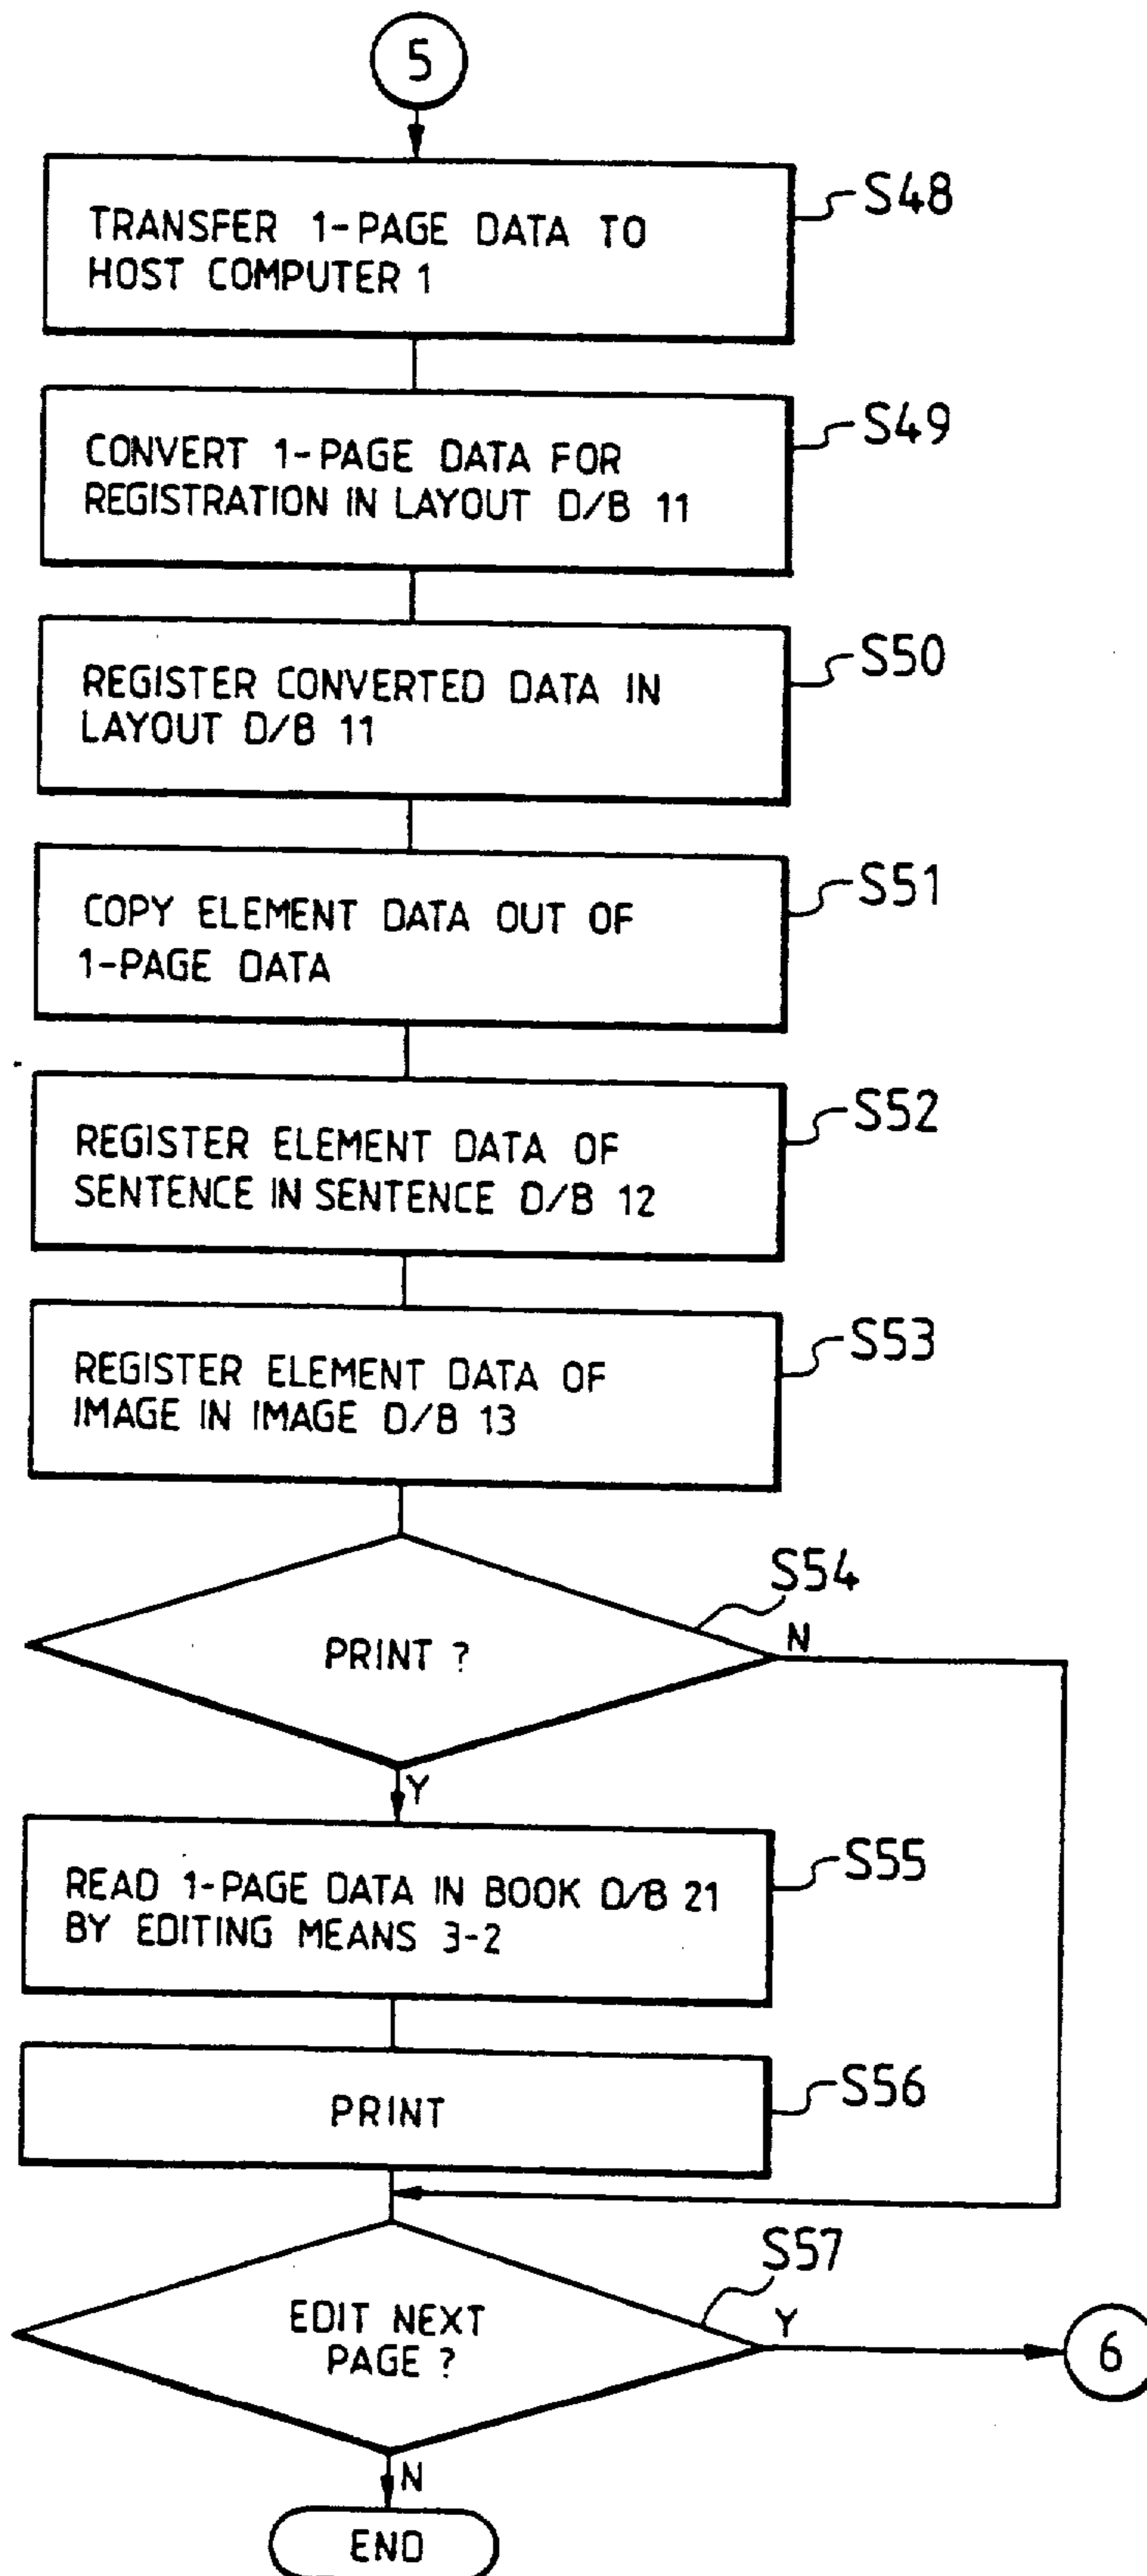 5
TRANSFER 1-PAGE DATA TO
HOST COMPUTER 1
S48
CONVERT 1-PAGE DATA FOR
REGISTRATION IN LAYOUT D/B 11
S49
REGISTER CONVERTED DATA IN
LAYOUT D/B 11
S50
COPY ELEMENT DATA OUT OF
1-PAGE DATA
S51
REGISTER ELEMENT DATA OF
SENTENCE IN SENTENCE D/B 12
S52
REGISTER ELEMENT DATA OF
IMAGE IN IMAGE D/B 13
S53
PRINT ?
S54
N
Y
READ 1-PAGE DATA IN BOOK D/B 21
BY EDITING MEANS 3-2
S55
PRINT
S56
EDIT NEXT
PAGE ?
S57
Y
6
N
END